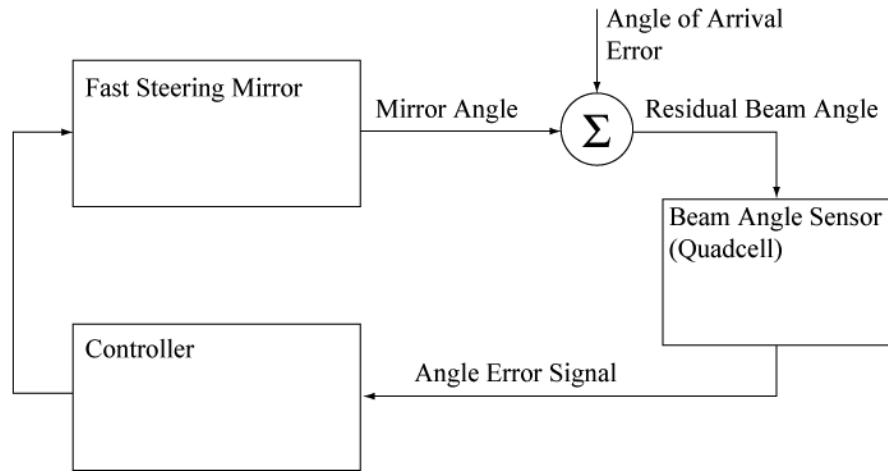 Angle of Arrival
Error
Fast Steering Mirror
Mirror Angle
Σ
Residual Beam Angle
Beam Angle Sensor
(Quadcell)
Controller
Angle Error Signal